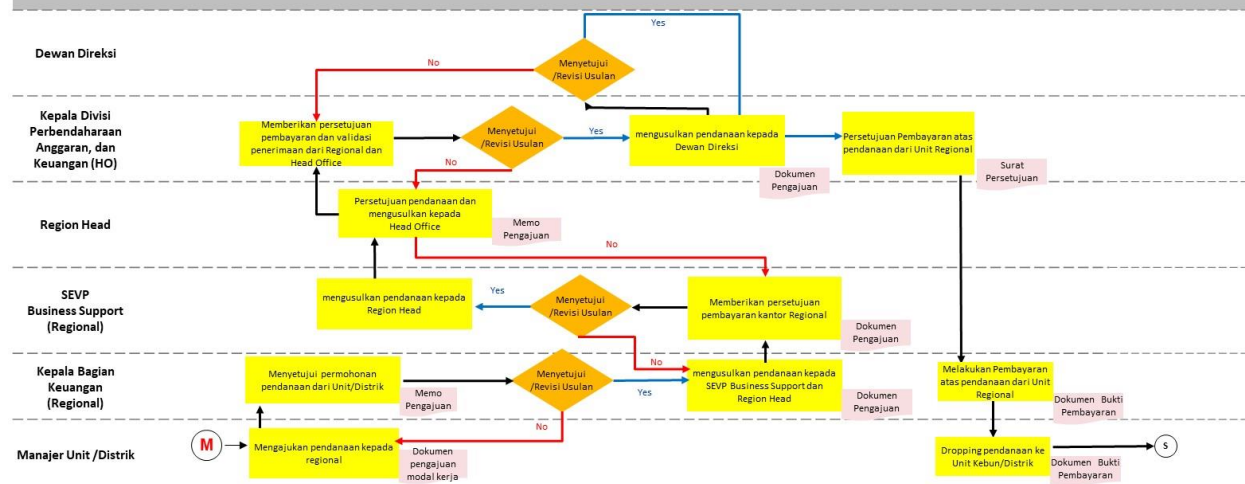 Dewan Direksi
Yes
No
Menyetujui
/Revisi Usulan
Kepala Divisi
Perbendaharaan
Anggaran, dan
Keuangan (HO)
Memberikan persetujuan
pembayaran dan validasi
penerimaan dari Regional dan
Head Office
Menyetujui
/Revisi Usulan
Yes
No
mengusulkan pendanaan kepada
Dewan Direksi
Dokumen
Pengajuan
Persetujuan Pembayaran atas
pendanaan dari Unit Regional
Surat
Persetujuan
Region Head
Persetujuan pendanaan dan
mengusulkan kepada
Head Office
Memo
Pengajuan
No
SEVP
Business Support
(Regional)
mengusulkan pendanaan kepada
Region Head
Yes
Menyetujui
/Revisi Usulan
Memberikan persetujuan
pembayaran kantor Regional
Dokumen
Pengajuan
No
Kepala Bagian
Keuangan
(Regional)
Menyetujui permohonan
pendanaan dari Unit/Distrik
Memo
Pengajuan
Menyetujui
/Revisi Usulan
Yes
mengusulkan pendanaan kepada
SEVP Business Support dan
Region Head
Dokumen
Pengajuan
Melakukan Pembayaran
atas pendanaan dari Unit
Regional
Dokumen Bukti
Pembayaran
No
Manajer Unit /Distrik
M
Mengajukan pendanaan kepada
regional
Dokumen
pengajuan
modal kerja
Dropping pendanaan ke
Unit Kebun/Distrik
Dokumen Bukti
Pembayaran
S